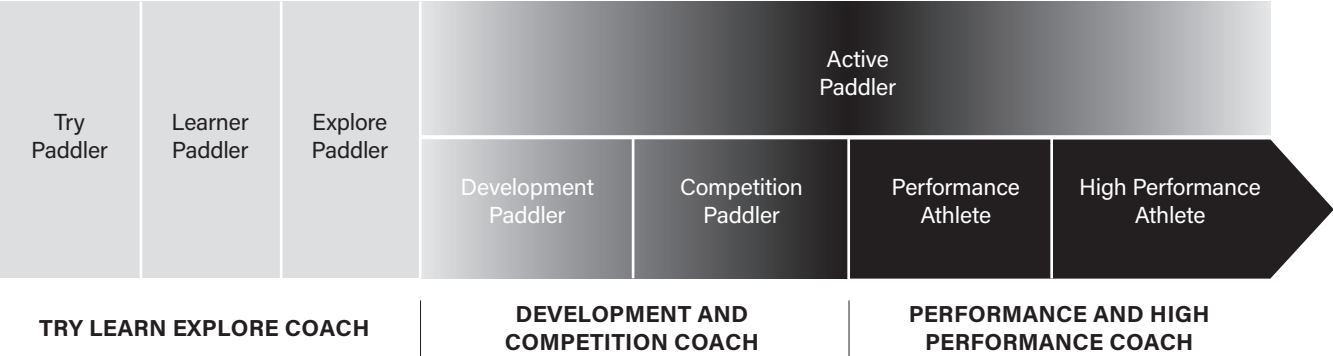 Try
Paddler
Learner
Paddler
Explore
Paddler
Active
Paddler
Development
Paddler
Competition
Paddler
Performance
Athlete
High Performance
Athlete
TRY LEARN EXPLORE COACH
DEVELOPMENT AND
COMPETITION COACH
PERFORMANCE AND HIGH
PERFORMANCE COACH